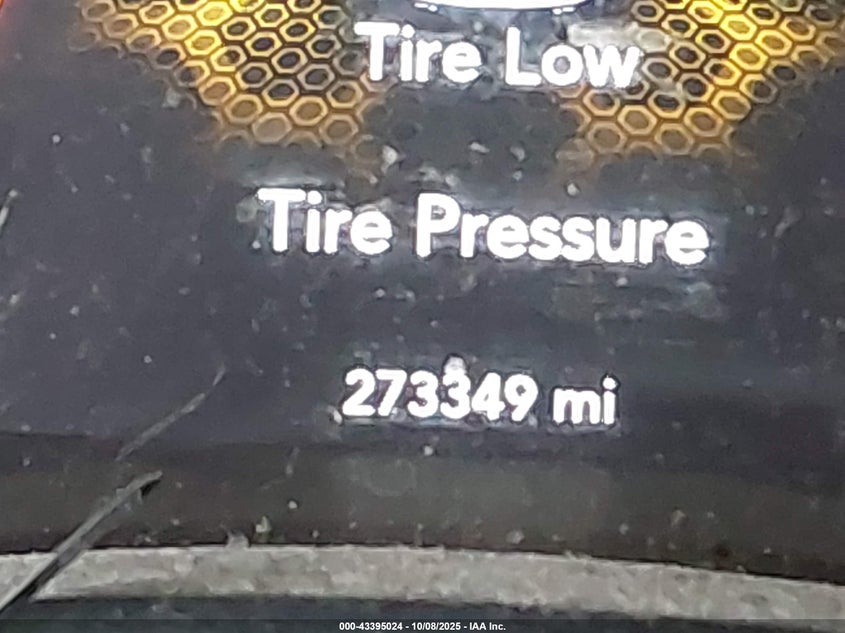 Tire Low
Tire Pressure
273349 mi
000-43395024 - 10/08/2025 - IAA Inc.